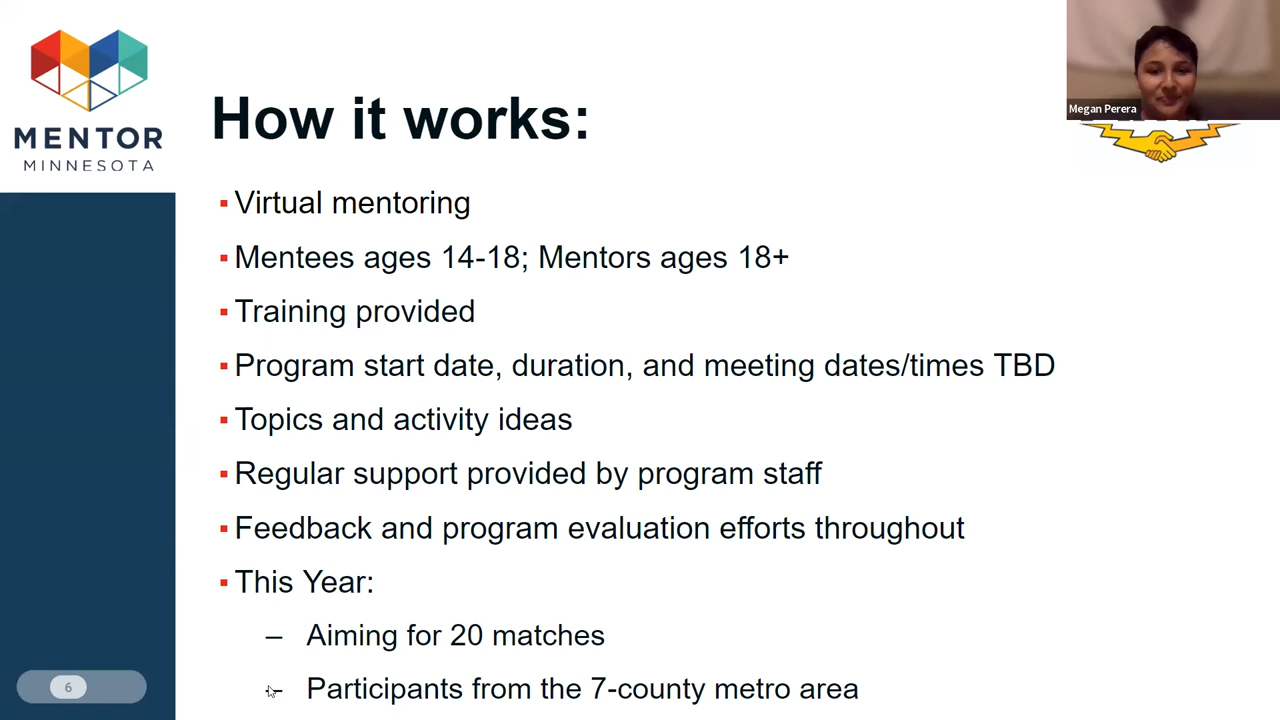 MENTOR
MINNESOTA
How it works:
Megan Perera
Virtual mentoring
Mentees ages 14-18; Mentors ages 18+
Training provided
Program start date, duration, and meeting dates/times TBD
Topics and activity ideas
Regular support provided by program staff
Feedback and program evaluation efforts throughout
This Year:
– Aiming for 20 matches
– Participants from the 7-county metro area
6